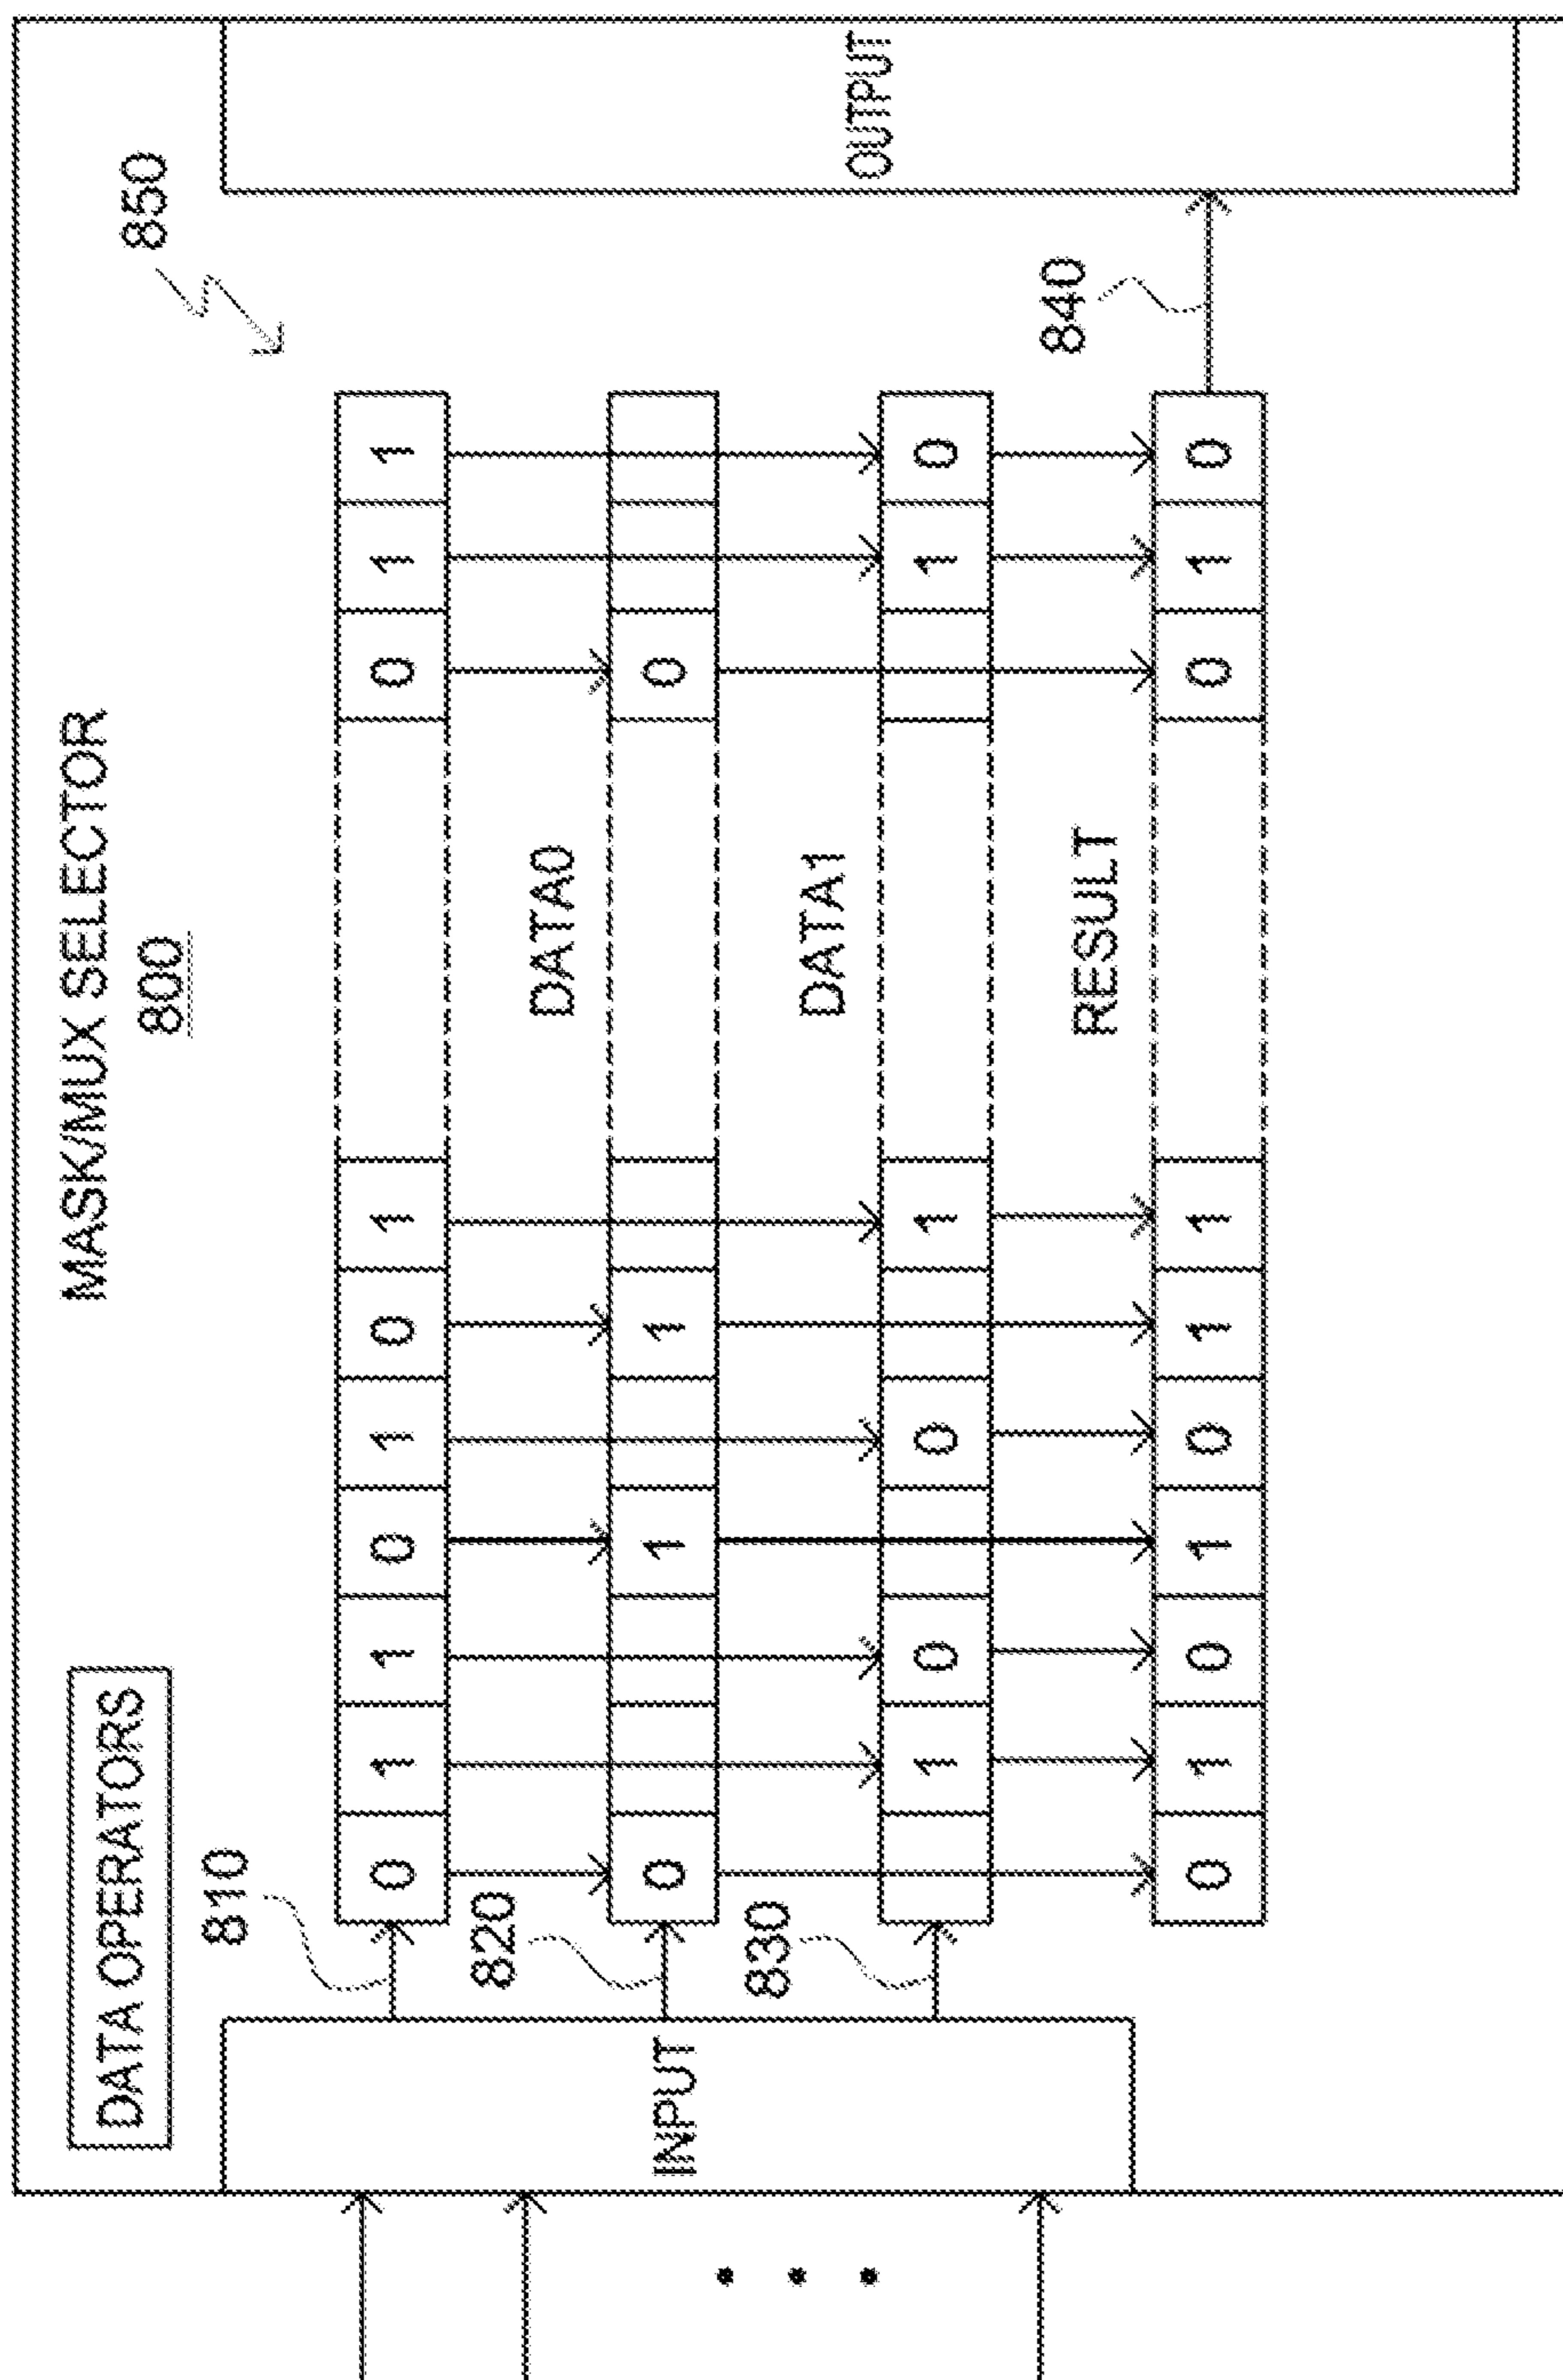 MASK/MUX SELECTOR
800
DATA OPERATORS
850
810
0 1 1 0 1 0 1 0 1 1
DATA0
820
0 1 1 0
DATA1
830
1 0 0 1 1 0
RESULT
0 1 0 1 0 1 1 0 1 0
840
INPUT
OUTPUT